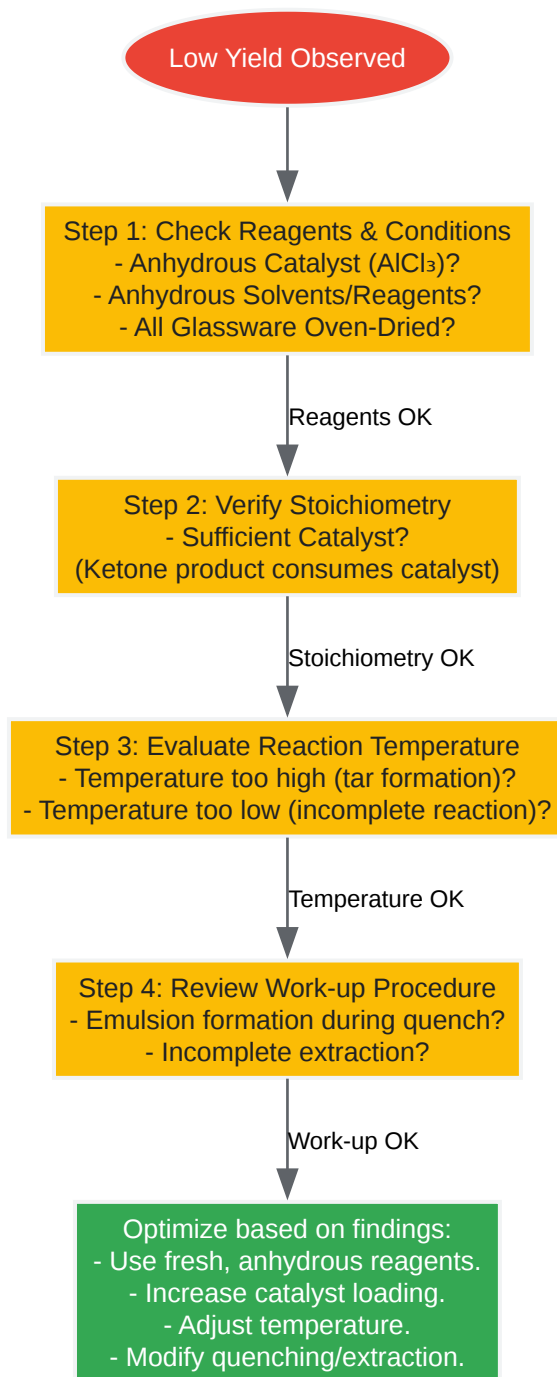 Low Yield Observed
Step 1: Check Reagents & Conditions
- Anhydrous Catalyst (AlCl₃)?
- Anhydrous Solvents/Reagents?
- All Glassware Oven-Dried?
Reagents OK
Step 2: Verify Stoichiometry
- Sufficient Catalyst?
(Ketone product consumes catalyst)
Stoichiometry OK
Step 3: Evaluate Reaction Temperature
- Temperature too high (tar formation)?
- Temperature too low (incomplete reaction)?
Temperature OK
Step 4: Review Work-up Procedure
- Emulsion formation during quench?
- Incomplete extraction?
Work-up OK
Optimize based on findings:
- Use fresh, anhydrous reagents.
- Increase catalyst loading.
- Adjust temperature.
- Modify quenching/extraction.